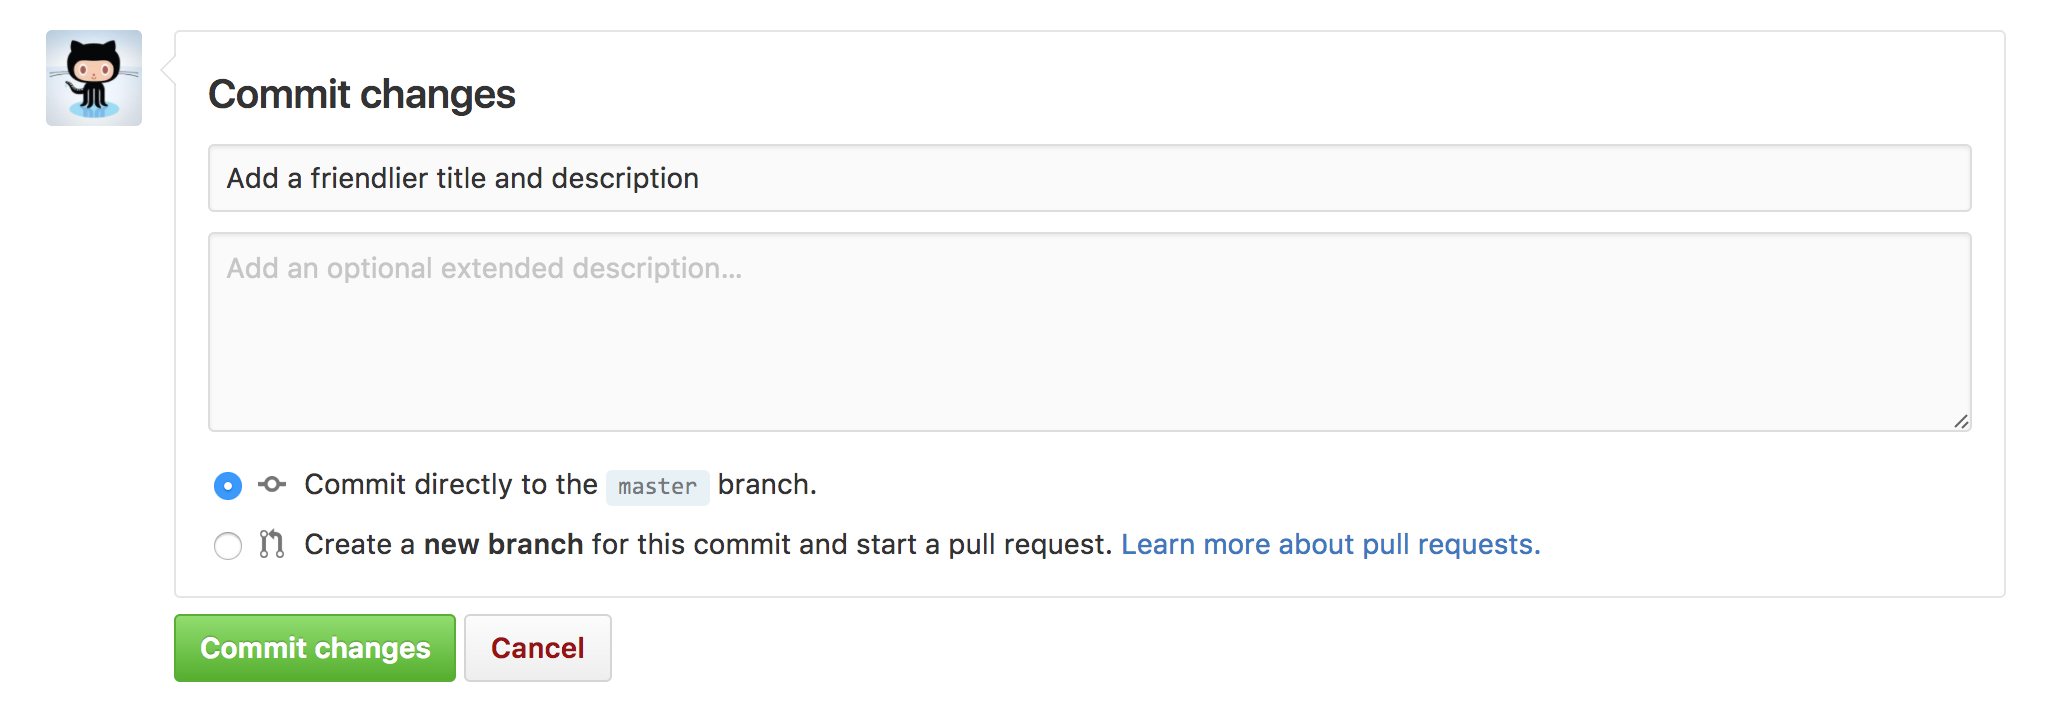 Commit changes
Add a friendlier title and description
Add an optional extended description...
Commit directly to the master branch.
Create a new branch for this commit and start a pull request. Learn more about pull requests.
Commit changes Cancel